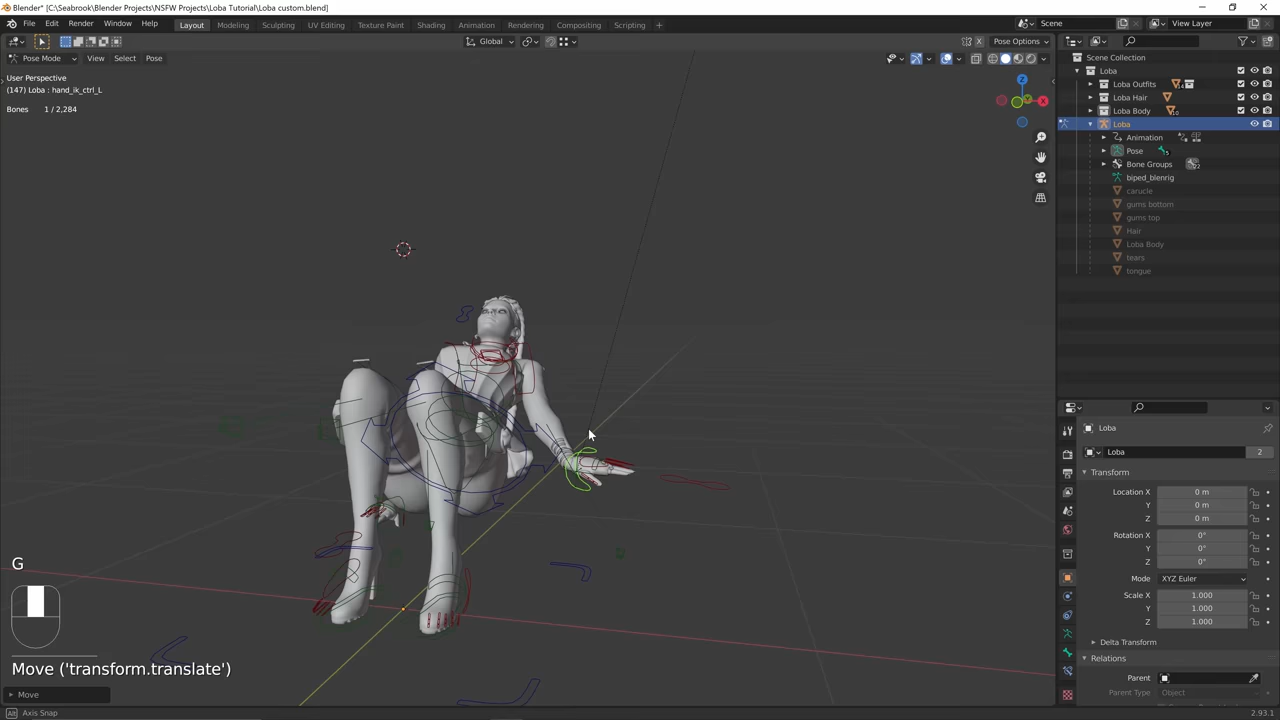 Blender* [C:\Seabrook\Blender Projects\NSFW Projects\Loba Tutorial\Loba custom.blend]
File Edit Render Window Help Layout Modeling Sculpting UV Editing Texture Paint Shading Animation Rendering Compositing Scripting + Scene View Layer
Global Pose Options
Pose Mode View Select Pose
User Perspective
(147) Loba : hand_ik_ctrl_L
Bones 1 / 2,284
Z
X
Scene Collection
Loba
Loba Outfits
Loba Hair
Loba Body
Loba
Animation
Pose
Bone Groups
biped_blenrig
carucle
gums bottom
gums top
Hair
Loba Body
tears
tongue
Loba
Loba 2
Transform
Location X 0 m
Y 0 m
Z 0 m
Rotation X 0°
Y 0°
Z 0°
Mode XYZ Euler
Scale X 1.000
Y 1.000
Z 1.000
Delta Transform
Relations
Parent
Parent Type Object
G
Move ('transform.translate')
Move
Axis Snap
2.93.1